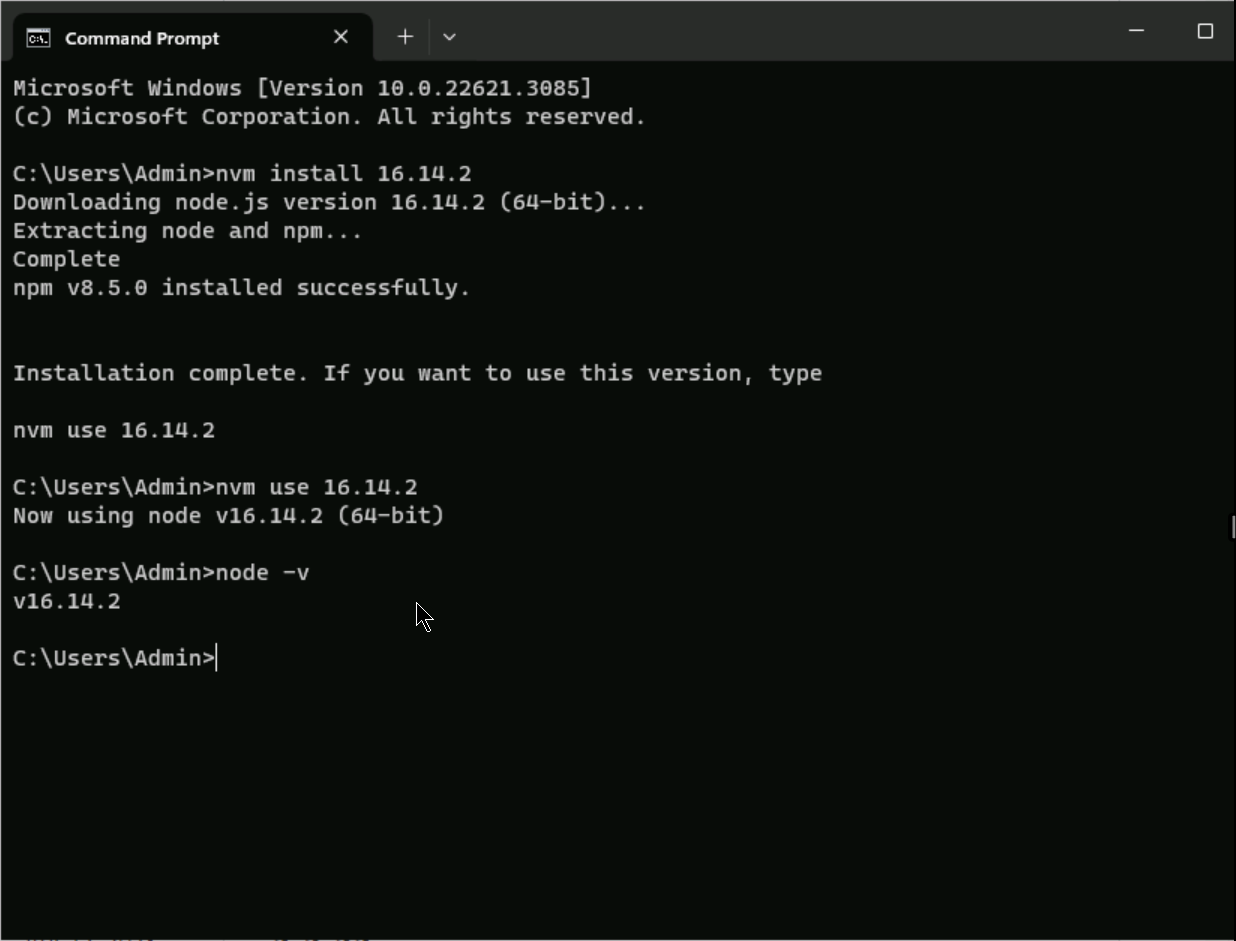 Command Prompt
Microsoft Windows [Version 10.0.22621.3085]
(c) Microsoft Corporation. All rights reserved.
C:\Users\Admin>nvm install 16.14.2
Downloading node.js version 16.14.2 (64-bit)...
Extracting node and npm...
Complete
npm v8.5.0 installed successfully.
Installation complete. If you want to use this version, type
nvm use 16.14.2
C:\Users\Admin>nvm use 16.14.2
Now using node v16.14.2 (64-bit)
C:\Users\Admin>node -v
v16.14.2
C:\Users\Admin>